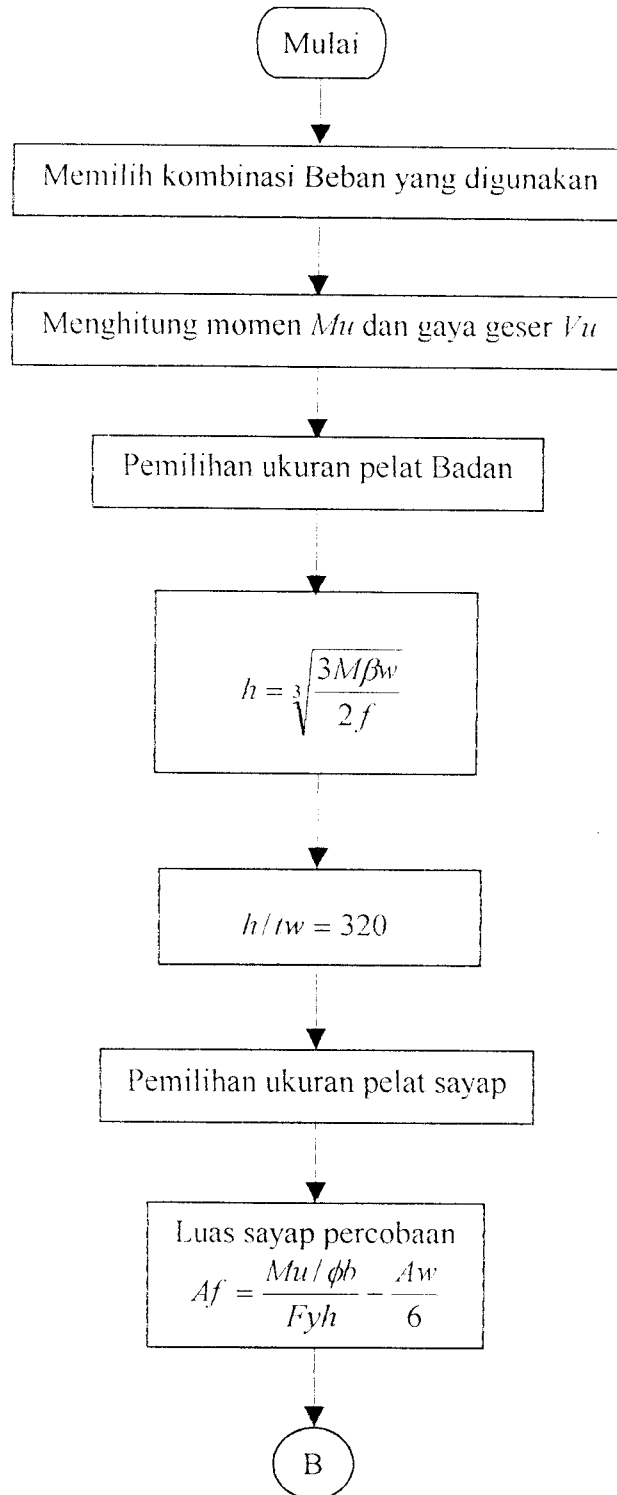 Mulai
Memilih kombinasi Beban yang digunakan
Menghitung momen Mu dan gaya geser Vu
Pemilihan ukuran pelat Badan
h = ∛(3Mβw / 2f)
h/tw = 320
Pemilihan ukuran pelat sayap
Luas sayap percobaan
Af = (Mu/ϕb) / (Fyh) − Aw/6
B